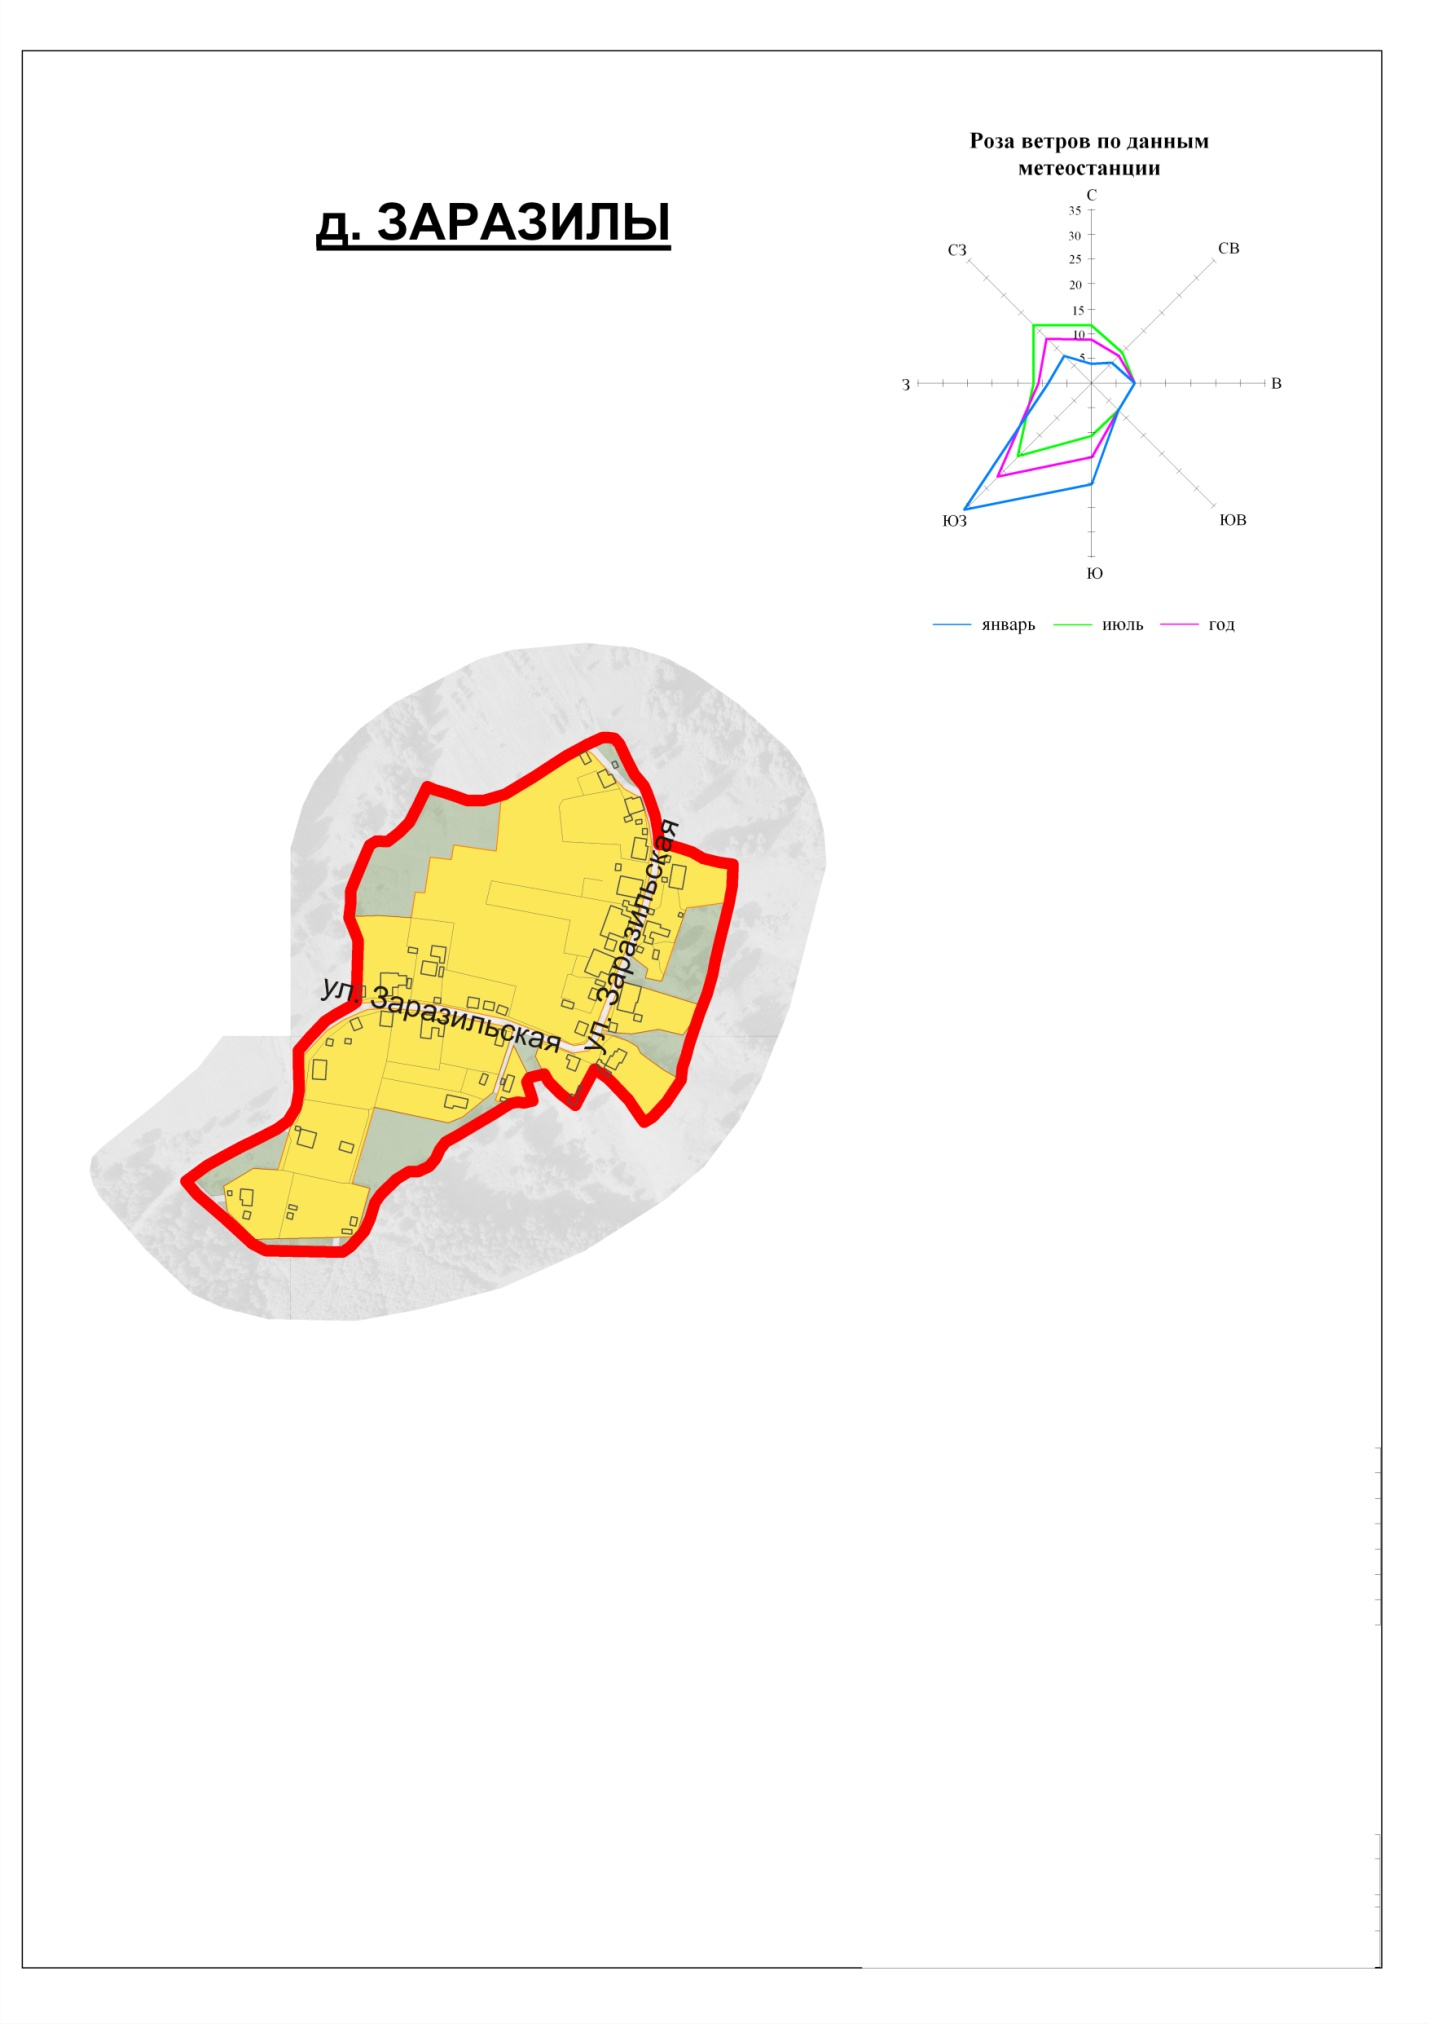 Роза ветров по данным
метеостанции
д. ЗАРАЗИЛЫ
С
35
30
25
20
15
10
5
СЗ
СВ
З
В
ЮЗ
ЮВ
Ю
январь
июль
год
ул. Заразильская
ул. Заразильская